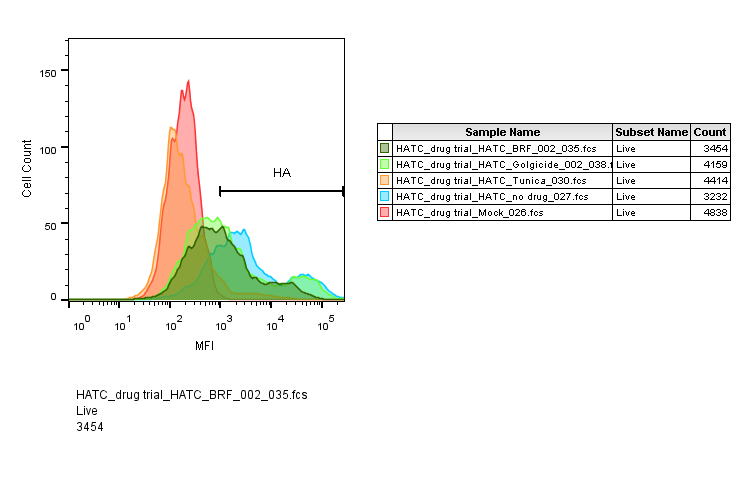 150
100
50
0
Cell Count
HA
10^0 10^1 10^2 10^3 10^4 10^5
MFI
Sample Name Subset Name Count
HATC_drug trial_HATC_BRF_002_035.fcs Live 3454
HATC_drug trial_HATC_Golgicide_002_038.f Live 4159
HATC_drug trial_HATC_Tunica_030.fcs Live 4414
HATC_drug trial_HATC_no drug_027.fcs Live 3232
HATC_drug trial_Mock_026.fcs Live 4838
HATC_drug trial_HATC_BRF_002_035.fcs
Live
3454